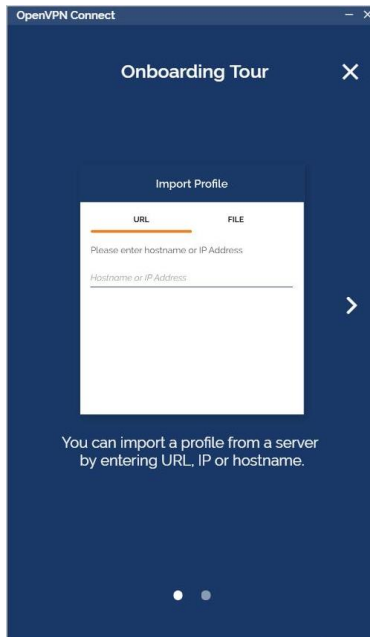 OpenVPN Connect
Onboarding Tour
Import Profile
URL FILE
Please enter hostname or IP Address
Hostname or IP Address
You can import a profile from a server
by entering URL, IP or hostname.